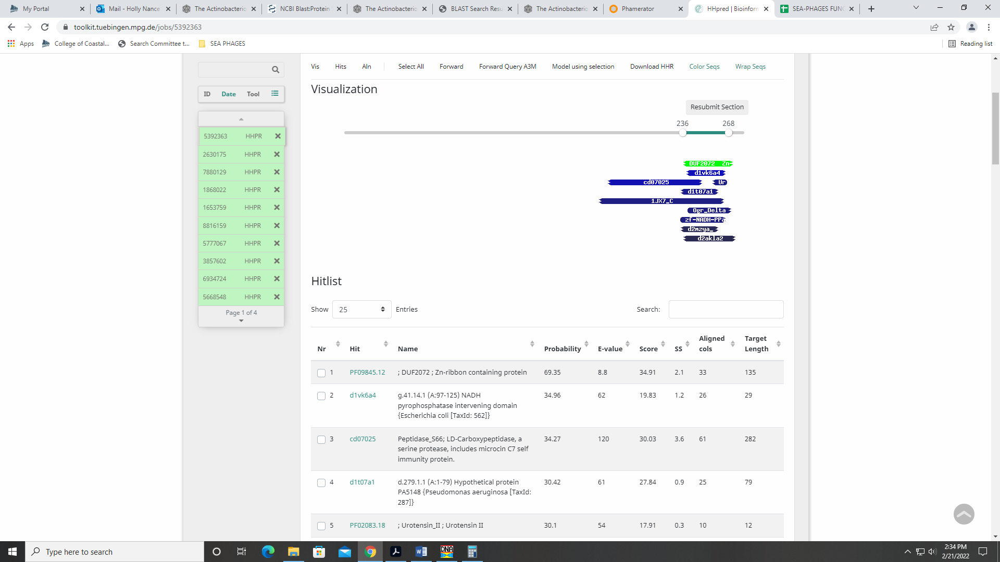 My Portal
Mail - Holly Nance
The Actinobacterio
NCBI Blast:Protein
The Actinobacterio
BLAST Search Resu
The Actinobacterio
Phamerator
HHpred | Bioinform
SEA-PHAGES FUNC
toolkit.tuebingen.mpg.de/jobs/5392363
Apps
College of Coastal...
Search Committee t...
SEA PHAGES
Reading list
Vis Hits Aln Select All Forward Forward Query A3M Model using selection Download HHR Color Seqs Wrap Seqs
ID Date Tool
5392363 HHPR
2630175 HHPR
7880129 HHPR
1868022 HHPR
1653759 HHPR
8816159 HHPR
5777067 HHPR
3857602 HHPR
6934724 HHPR
5668548 HHPR
Page 1 of 4
Visualization
Resubmit Section
236 268
DUF2072 Zn-
d1vk6a4
cd07025 Ur
d1t07a1
1JX7_C
Ogr_Delta
zf-NADH-PPa
d2mzya_
d2akla2
Hitlist
Show 25 Entries Search:
Nr Hit Name Probability E-value Score SS Aligned cols Target Length
1 PF09845.12 ; DUF2072 ; Zn-ribbon containing protein 69.35 8.8 34.91 2.1 33 135
2 d1vk6a4 g.41.14.1 (A:97-125) NADH 34.96 62 19.83 1.2 26 29
pyrophosphatase intervening domain
{Escherichia coli [TaxId: 562]}
3 cd07025 Peptidase_S66; LD-Carboxypeptidase, a 34.27 120 30.03 3.6 61 282
serine protease, includes microcin C7 self
immunity protein.
4 d1t07a1 d.279.1.1 (A:1-79) Hypothetical protein 30.42 61 27.84 0.9 25 79
PA5148 {Pseudomonas aeruginosa [TaxId:
287]}
5 PF02083.18 ; Urotensin_II ; Urotensin II 30.1 54 17.91 0.3 10 12
Type here to search
DNA
2:34 PM
2/21/2022